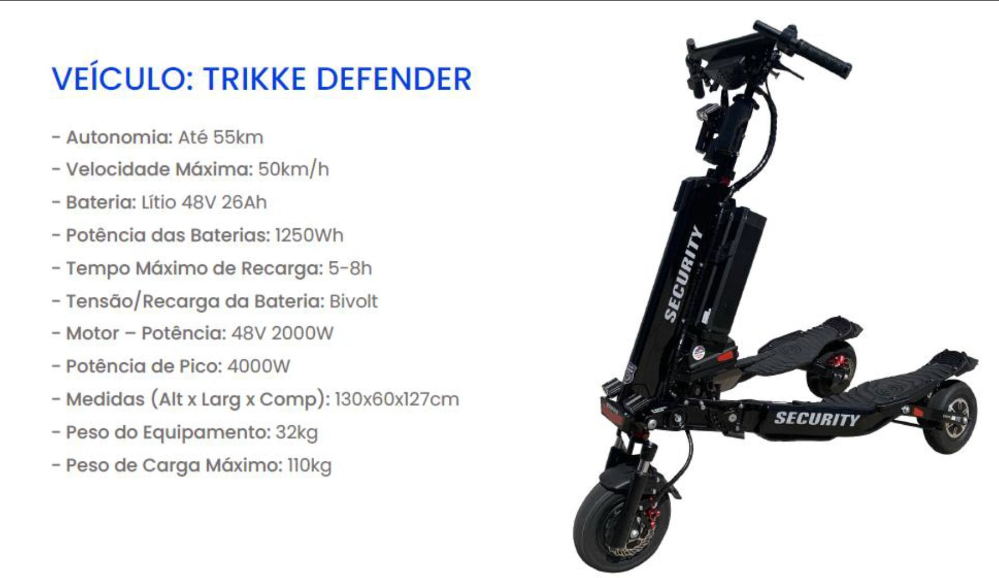 VEÍCULO: TRIKKE DEFENDER
- Autonomia: Até 55km
- Velocidade Máxima: 50km/h
- Bateria: Lítio 48V 26Ah
- Potência das Baterias: 1250Wh
- Tempo Máximo de Recarga: 5-8h
- Tensão/Recarga da Bateria: Bivolt
- Motor – Potência: 48V 2000W
- Potência de Pico: 4000W
- Medidas (Alt x Larg x Comp): 130x60x127cm
- Peso do Equipamento: 32kg
- Peso de Carga Máximo: 110kg
SECURITY
SECURITY